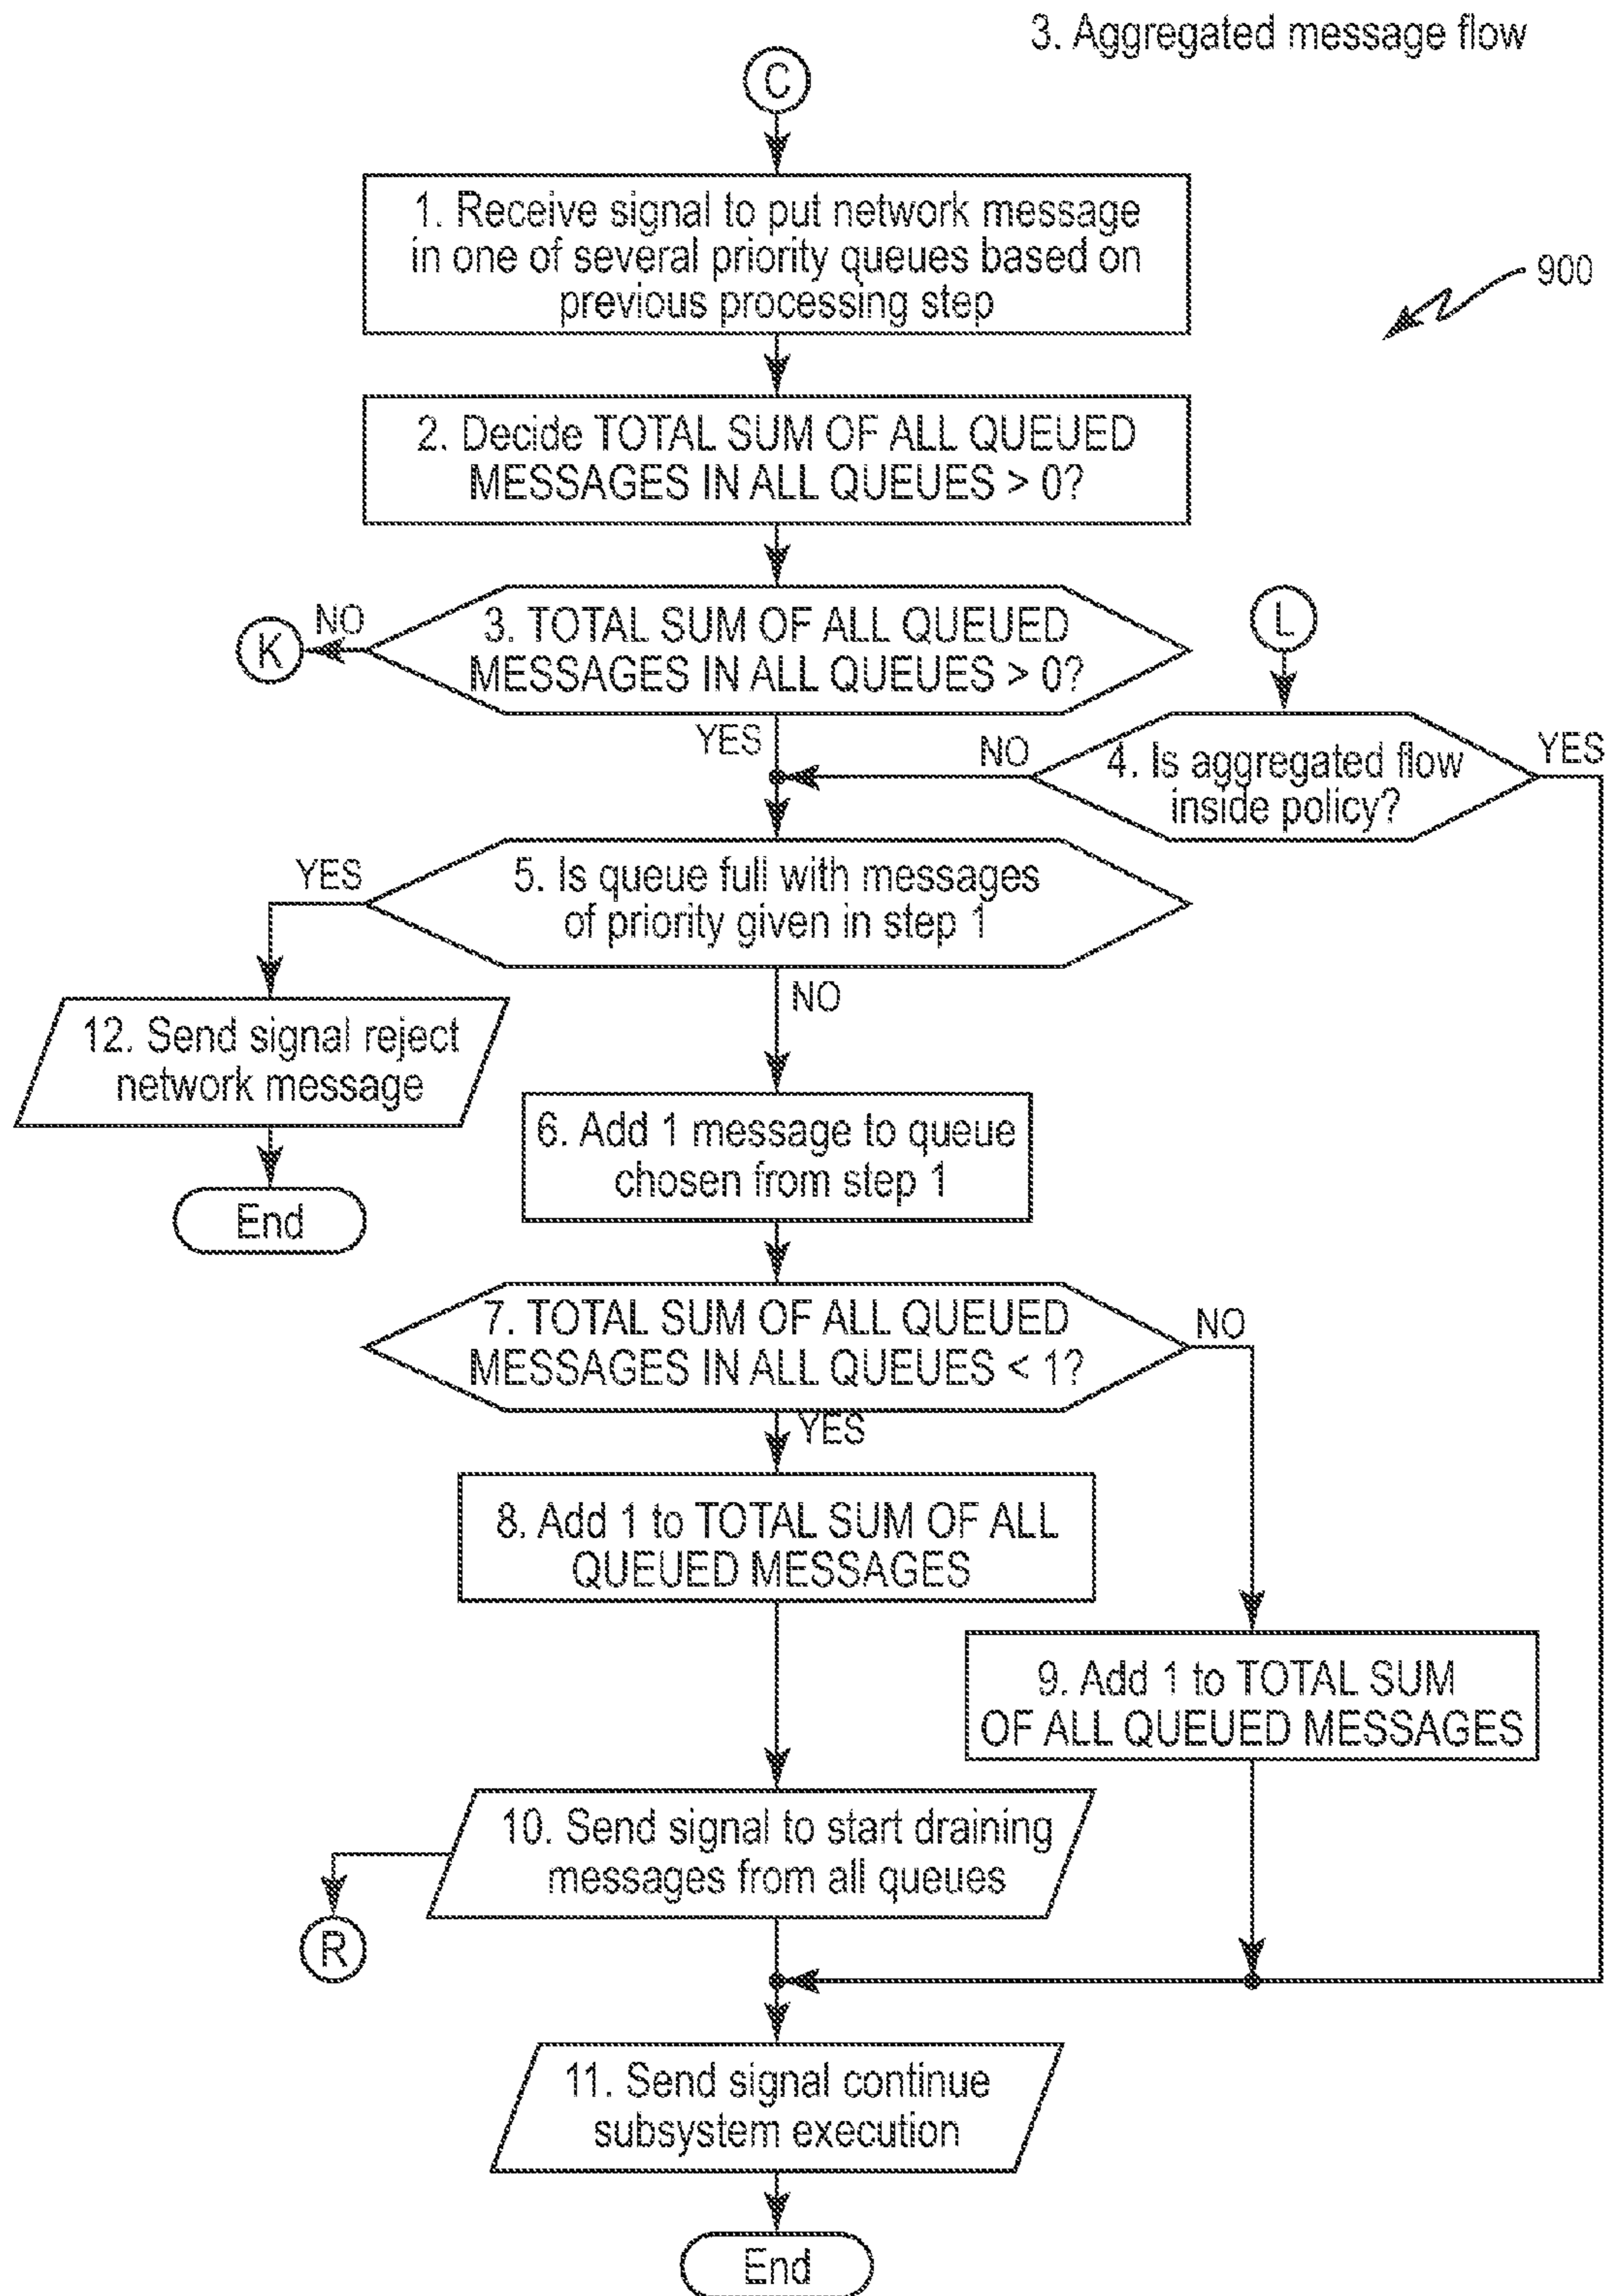 3. Aggregated message flow
C
1. Receive signal to put network message
in one of several priority queues based on
previous processing step
900
2. Decide TOTAL SUM OF ALL QUEUED
MESSAGES IN ALL QUEUES > 0?
3. TOTAL SUM OF ALL QUEUED
MESSAGES IN ALL QUEUES > 0?
NO
K
L
YES
NO
4. Is aggregated flow
inside policy?
YES
5. Is queue full with messages
of priority given in step 1
YES
NO
12. Send signal reject
network message
End
6. Add 1 message to queue
chosen from step 1
7. TOTAL SUM OF ALL QUEUED
MESSAGES IN ALL QUEUES < 1?
NO
YES
8. Add 1 to TOTAL SUM OF ALL
QUEUED MESSAGES
9. Add 1 to TOTAL SUM
OF ALL QUEUED MESSAGES
10. Send signal to start draining
messages from all queues
R
11. Send signal continue
subsystem execution
End